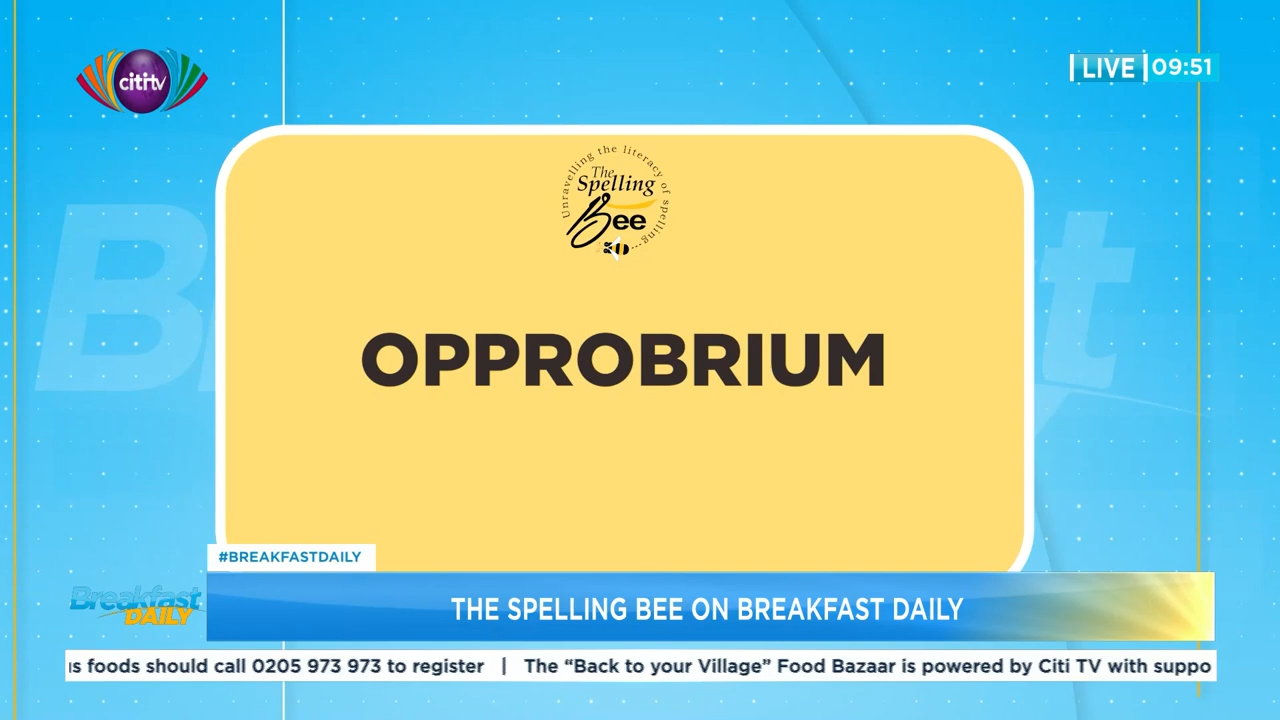 citi tv
LIVE 09:51
Unravelling the literacy of spelling...
The
Spelling
Bee
OPPROBRIUM
#BREAKFASTDAILY
Breakfast
DAILY
THE SPELLING BEE ON BREAKFAST DAILY
s foods should call 0205 973 973 to register | The “Back to your Village” Food Bazaar is powered by Citi TV with suppo